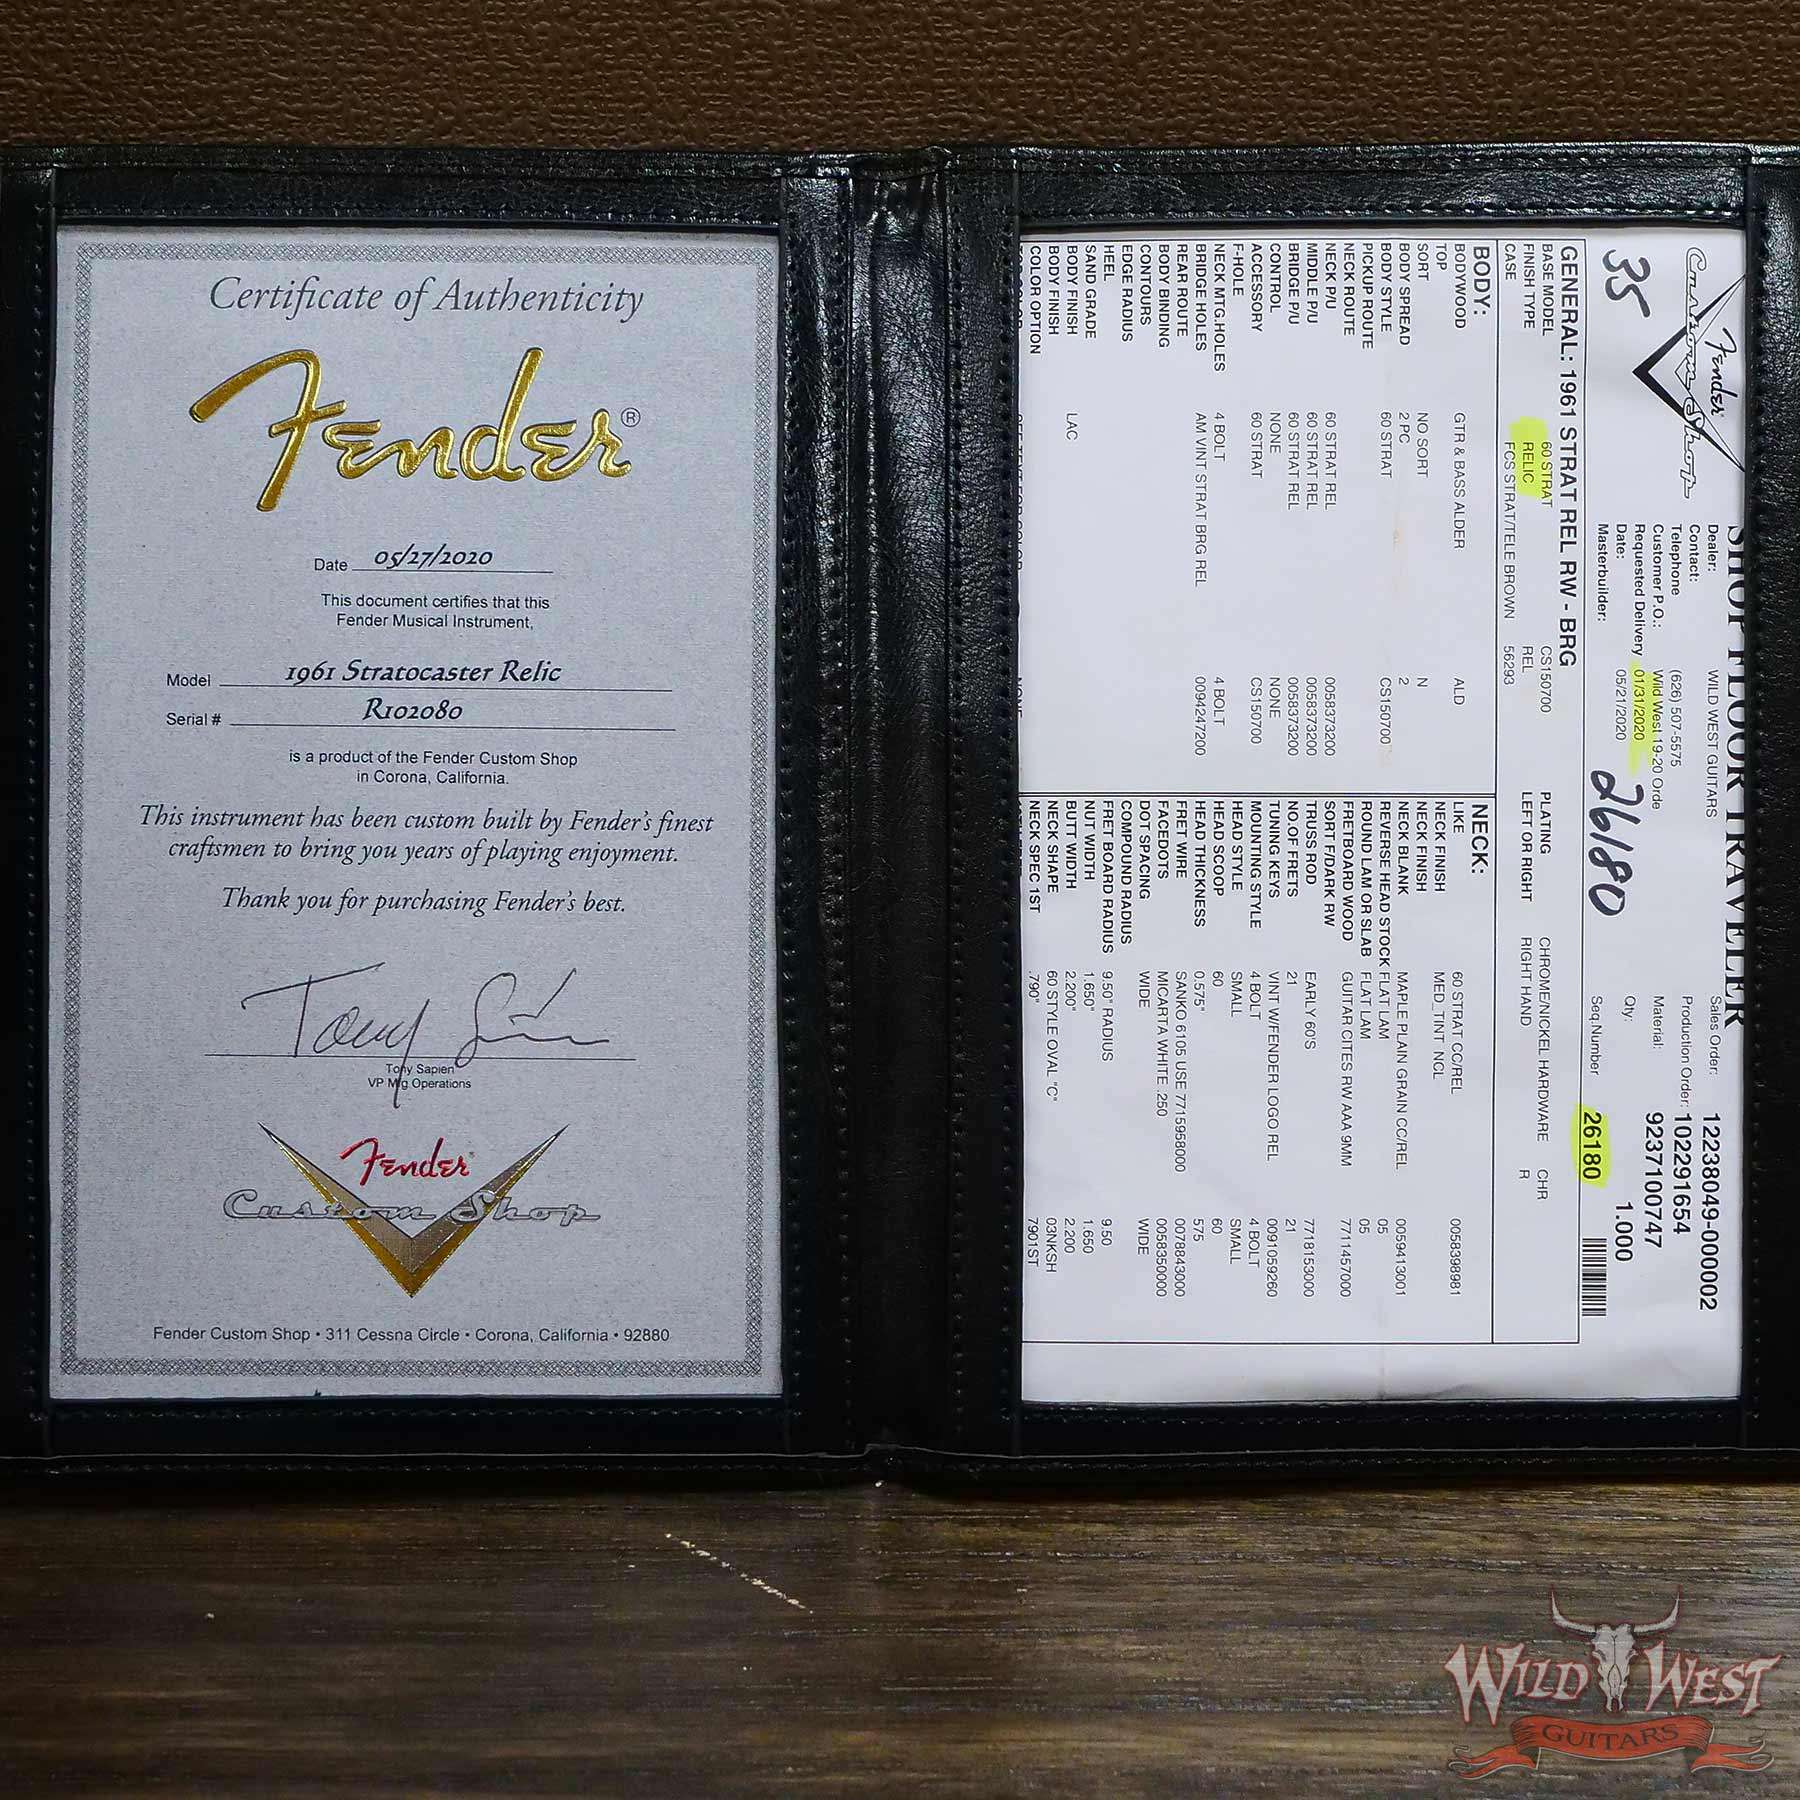 Certificate of Authenticity
Fender®
Date 05/27/2020
This document certifies that this
Fender Musical Instrument,
Model 1961 Stratocaster Relic
Serial # R102080
is a product of the Fender Custom Shop
in Corona, California.
This instrument has been custom built by Fender's finest
craftsmen to bring you years of playing enjoyment.
Thank you for purchasing Fender's best.
Tony Sapien
VP Mfg Operations
Fender
Custom Shop
Fender Custom Shop • 311 Cessna Circle • Corona, California • 92880
Fender
Custom Shop
35
SHOP FLOOR TRAVELER
Dealer: WILD WEST GUITARS
Contact:
Telephone (626) 507-5575
Customer P.O.: Wild West 19-20 Orde
Requested Delivery 01/31/2020
Date: 05/21/2020
Masterbuilder:
26180
Sales Order: 12238049-000002
Production Order: 102291654
Material: 9237100747
Qty: 1.000
Seq.Number 26180
GENERAL: 1961 STRAT REL RW - BRG
BASE MODEL 60 STRAT CS150700 PLATING CHROME/NICKEL HARDWARE CHR
FINISH TYPE RELIC REL LEFT OR RIGHT RIGHT HAND R
CASE FCS STRAT/TELE BROWN 56293
BODY:
BODYWOOD GTR & BASS ALDER ALD
TOP
SORT NO SORT N
BODY SPREAD 2 PC 2
BODY STYLE 60 STRAT CS150700
PICKUP ROUTE
NECK ROUTE
NECK P/U 60 STRAT REL 0058373200
MIDDLE P/U 60 STRAT REL 0058373200
BRIDGE P/U 60 STRAT REL 0058373200
CONTROL NONE NONE
ACCESSORY 60 STRAT CS150700
F-HOLE
NECK MTG.HOLES 4 BOLT 4 BOLT
BRIDGE HOLES AM VINT STRAT BRG REL 0094247200
REAR ROUTE
BODY BINDING
CONTOURS
EDGE RADIUS
HEEL
SAND GRADE
BODY FINISH LAC
BODY FINISH
COLOR OPTION
NECK:
LIKE 60 STRAT CC/REL 0058398981
NECK FINISH MED_TINT_NCL
NECK FINISH
NECK BLANK MAPLE PLAIN GRAIN CC/REL 0059413001
REVERSE HEAD STOCK FLAT LAM 05
ROUND LAM OR SLAB FLAT LAM 05
FRETBOARD WOOD GUITAR CITES RW AAA 9MM 7711457000
SORT F/DARK RW
TRUSS ROD EARLY 60'S 7718153000
NO.OF FRETS 21 21
TUNING KEYS VINT W/FENDER LOGO REL 0091059260
MOUNTING STYLE 4 BOLT 4 BOLT
HEAD STYLE SMALL SMALL
HEAD SCOOP 60 60
HEAD THICKNESS 0.575" 575
FRET WIRE SANKO 6105 USE 7715958000 0078843000
FACEDOTS MICARTA WHITE .250 0058350000
DOT SPACING WIDE WIDE
COMPOUND RADIUS
FRET BOARD RADIUS 9.50" RADIUS 9.50
NUT WIDTH 1.650" 1.650
BUTT WIDTH 2.200" 2.200
NECK SHAPE 60 STYLE OVAL "C" 03NKSH
NECK SPEC 1ST .790" 7901ST
WILD WEST
GUITARS